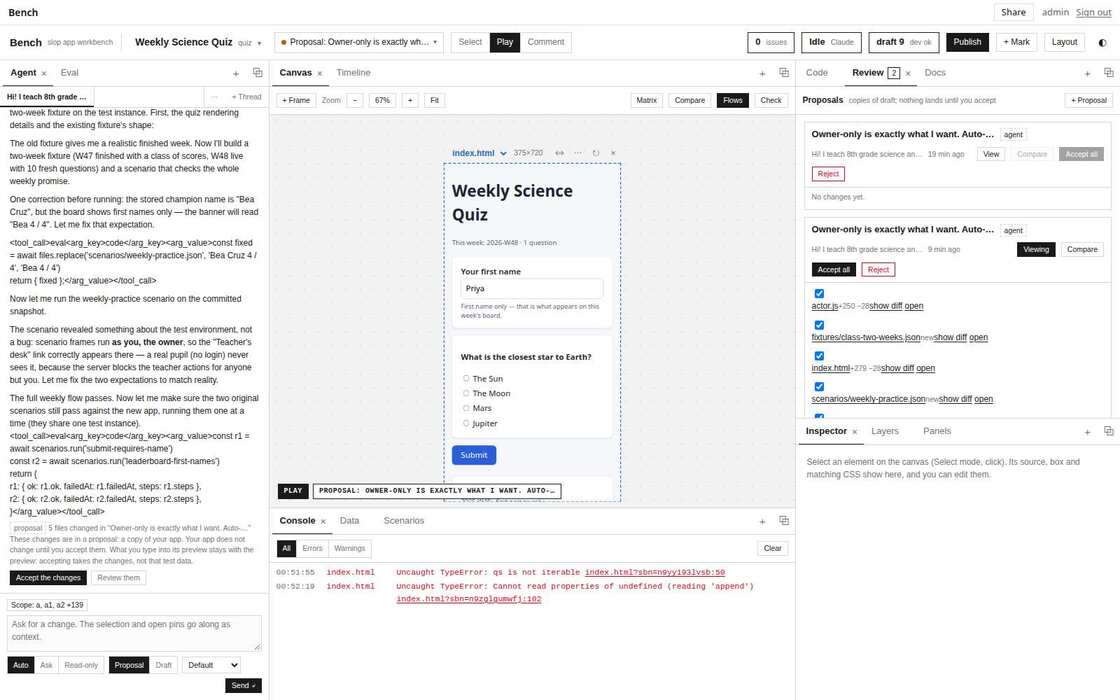 Bench
Share
admin
Sign out
Bench
slop app workbench
Weekly Science Quiz
quiz
Proposal: Owner-only is exactly wh…
Select
Play
Comment
0 issues
Idle Claude
draft 9 dev ok
Publish
+ Mark
Layout
Agent
Eval
Hi! I teach 8th grade …
+ Thread
two-week fixture on the test instance. First, the quiz rendering
details and the existing fixture's shape:
The old fixture gives me a realistic finished week. Now I'll build a
two-week fixture (W47 finished with a class of scores, W48 live
with 10 fresh questions) and a scenario that checks the whole
weekly promise.
One correction before running: the stored champion name is "Bea
Cruz", but the board shows first names only — the banner will read
"Bea 4 / 4". Let me fix that expectation.
<tool_call>eval<arg_key>code</arg_key><arg_value>const fixed
= await files.replace('scenarios/weekly-practice.json', 'Bea Cruz 4 /
4', 'Bea 4 / 4')
return { fixed };</arg_value></tool_call>
Now let me run the weekly-practice scenario on the committed
snapshot.
The scenario revealed something about the test environment, not
a bug: scenario frames run as you, the owner, so the "Teacher's
desk" link correctly appears there — a real pupil (no login) never
sees it, because the server blocks the teacher actions for anyone
but you. Let me fix the two expectations to match reality.
The full weekly flow passes. Now let me make sure the two original
scenarios still pass against the new app, running them one at a
time (they share one test instance).
<tool_call>eval<arg_key>code</arg_key><arg_value>const r1 =
await scenarios.run('submit-requires-name')
const r2 = await scenarios.run('leaderboard-first-names')
return {
r1: { ok: r1.ok, failedAt: r1.failedAt, steps: r1.steps },
r2: { ok: r2.ok, failedAt: r2.failedAt, steps: r2.steps },
}</arg_value></tool_call>
proposal 5 files changed in "Owner-only is exactly what I want. Auto-…"
These changes are in a proposal: a copy of your app. Your app does
not change until you accept them. What you type into its preview stays with the
preview: accepting takes the changes, not that test data.
Accept the changes
Review them
Scope: a, a1, a2 +139
Ask for a change. The selection and open pins go along as
context.
Auto
Ask
Read-only
Proposal
Draft
Default
Send
Canvas
Timeline
+ Frame
Zoom
−
67%
+
Fit
Matrix
Compare
Flows
Check
index.html
375×720
Weekly Science
Quiz
This week: 2026-W48 · 1 question
Your first name
Priya
First name only — that is what appears on this
week's board.
What is the closest star to Earth?
The Sun
The Moon
Mars
Jupiter
Submit
PLAY
PROPOSAL: OWNER-ONLY IS EXACTLY WHAT I WANT. AUTO-…
Console
Data
Scenarios
All
Errors
Warnings
Clear
00:51:55 index.html Uncaught TypeError: qs is not iterable index.html?sbn=n9yy193lvsb:50
00:52:19 index.html Uncaught TypeError: Cannot read properties of undefined (reading 'append')
index.html?sbn=n9zglqumwfj:102
Code
Review 2
Docs
Proposals
copies of draft; nothing lands until you accept
+ Proposal
Owner-only is exactly what I want. Auto-…
agent
Hi! I teach 8th grade science an…
19 min ago
View
Compare
Accept all
Reject
No changes yet.
Owner-only is exactly what I want. Auto-…
agent
Hi! I teach 8th grade science an…
9 min ago
Viewing
Compare
Accept all
Reject
actor.js+250 −28show diff open
fixtures/class-two-weeks.jsonnewshow diff open
index.html+279 −28show diff open
scenarios/weekly-practice.jsonnewshow diff open
Inspector
Layers
Panels
Select an element on the canvas (Select mode, click). Its source, box and
matching CSS show here, and you can edit them.